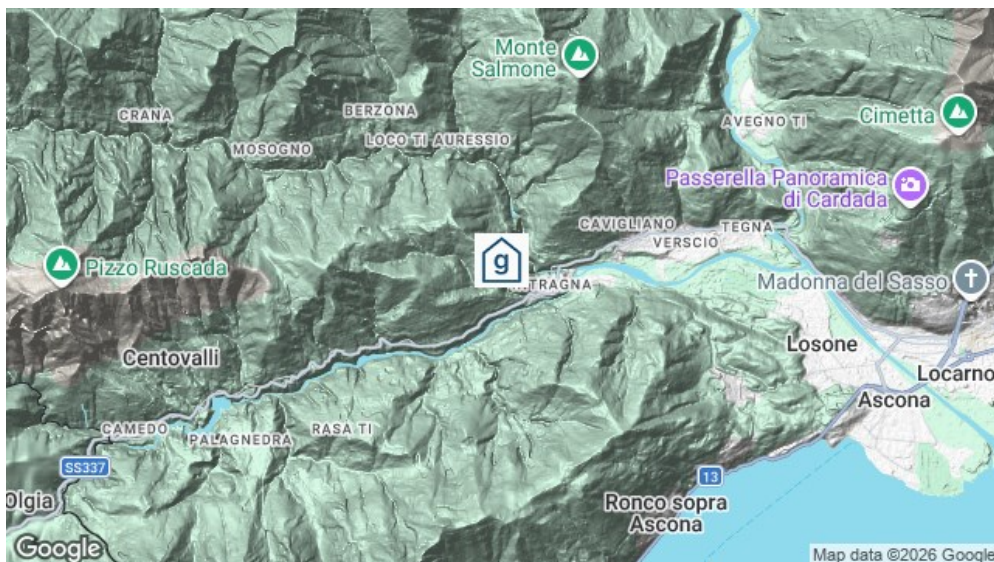 Monte
Salmone
Cimetta
CRANA
BERZONA
AVEGNO TI
MOSOGNO
LOCO TI AURESSIO
Passerella Panoramica
di Cardada
CAVIGLIANO
TEGNA
VERSCIO
g
Pizzo Ruscada
Madonna del Sasso
Centovalli
Losone
Locarno
Ascona
CAMEDO
PALAGNEDRA
RASA TI
SS337
13
Olgia
Ronco sopra
Ascona
Google
Map data ©2026 Google